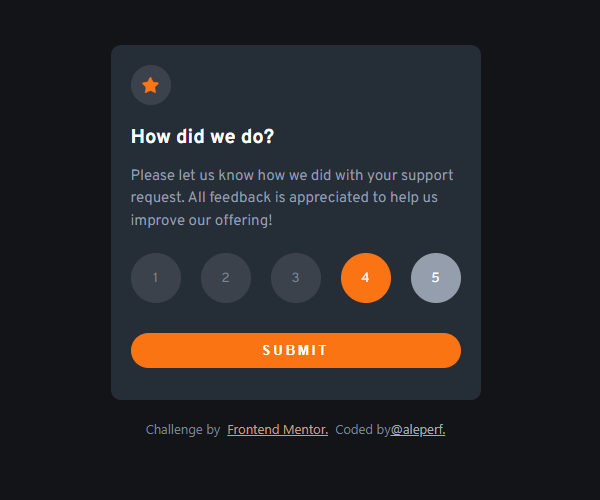 How did we do?
Please let us know how we did with your support
request. All feedback is appreciated to help us
improve our offering!
1 2 3 4 5
SUBMIT
Challenge by Frontend Mentor. Coded by@aleperf.